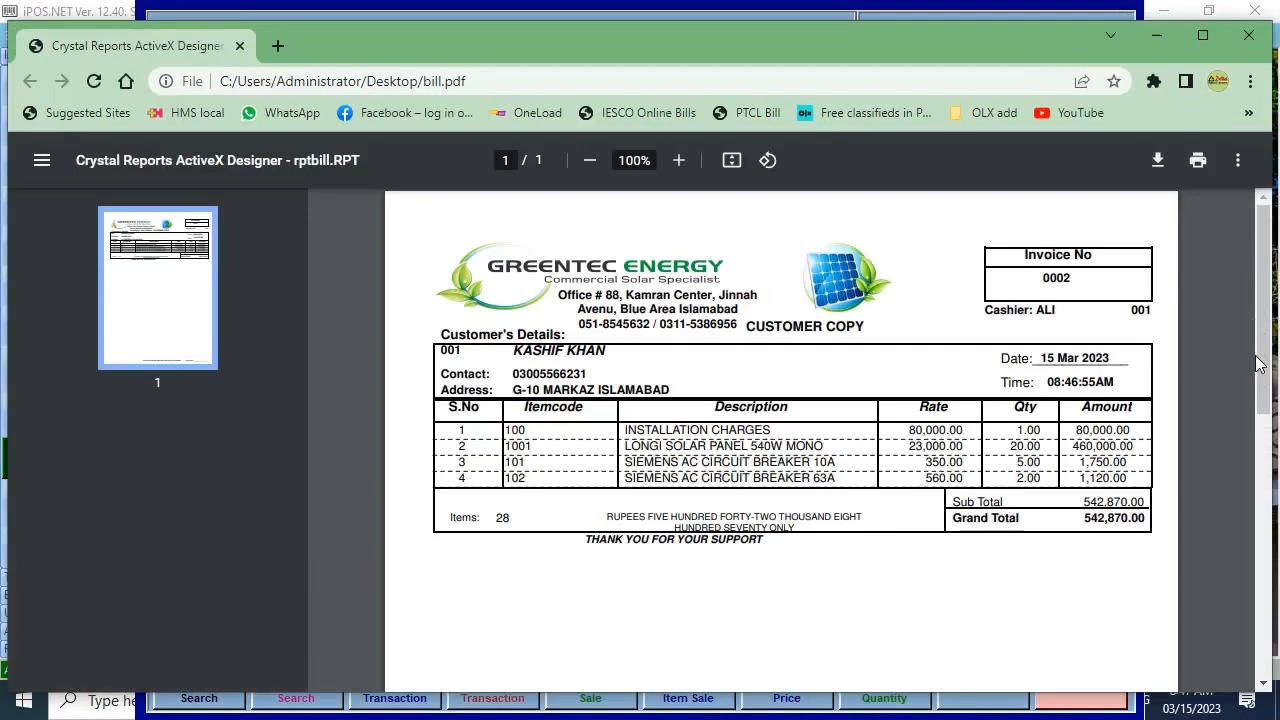 iPOS.NET Ver. 12.40.
Crystal Reports ActiveX Designer
File
C:/Users/Administrator/Desktop/bill.pdf
Suggested Sites
HMS local
WhatsApp
Facebook – log in o...
OneLoad
IESCO Online Bills
PTCL Bill
Free classifieds in P...
OLX add
YouTube
»
Crystal Reports ActiveX Designer - rptbill.RPT
1 / 1
100%
GREENTEC ENERGY
Commercial Solar Specialist
Office # 88, Kamran Center, Jinnah
Avenu, Blue Area Islamabad
051-8545632 / 0311-5386956
CUSTOMER COPY
Invoice No
0002
Cashier: ALI 001
Customer's Details:
001 KASHIF KHAN
Contact: 03005566231
Address: G-10 MARKAZ ISLAMABAD
Date: 15 Mar 2023
Time: 08:46:55AM
S.No Itemcode Description Rate Qty Amount
1 100 INSTALLATION CHARGES 80,000.00 1.00 80,000.00
2 1001 LONGI SOLAR PANEL 540W MONO 23,000.00 20.00 460,000.00
3 101 SIEMENS AC CIRCUIT BREAKER 10A 350.00 5.00 1,750.00
4 102 SIEMENS AC CIRCUIT BREAKER 63A 560.00 2.00 1,120.00
Sub Total 542,870.00
Items: 28
RUPEES FIVE HUNDRED FORTY-TWO THOUSAND EIGHT
HUNDRED SEVENTY ONLY
Grand Total 542,870.00
THANK YOU FOR YOUR SUPPORT
1
Type he
Search
Search
Transaction
Transaction
Sale
Item Sale
Price
Quantity
03/15/2023